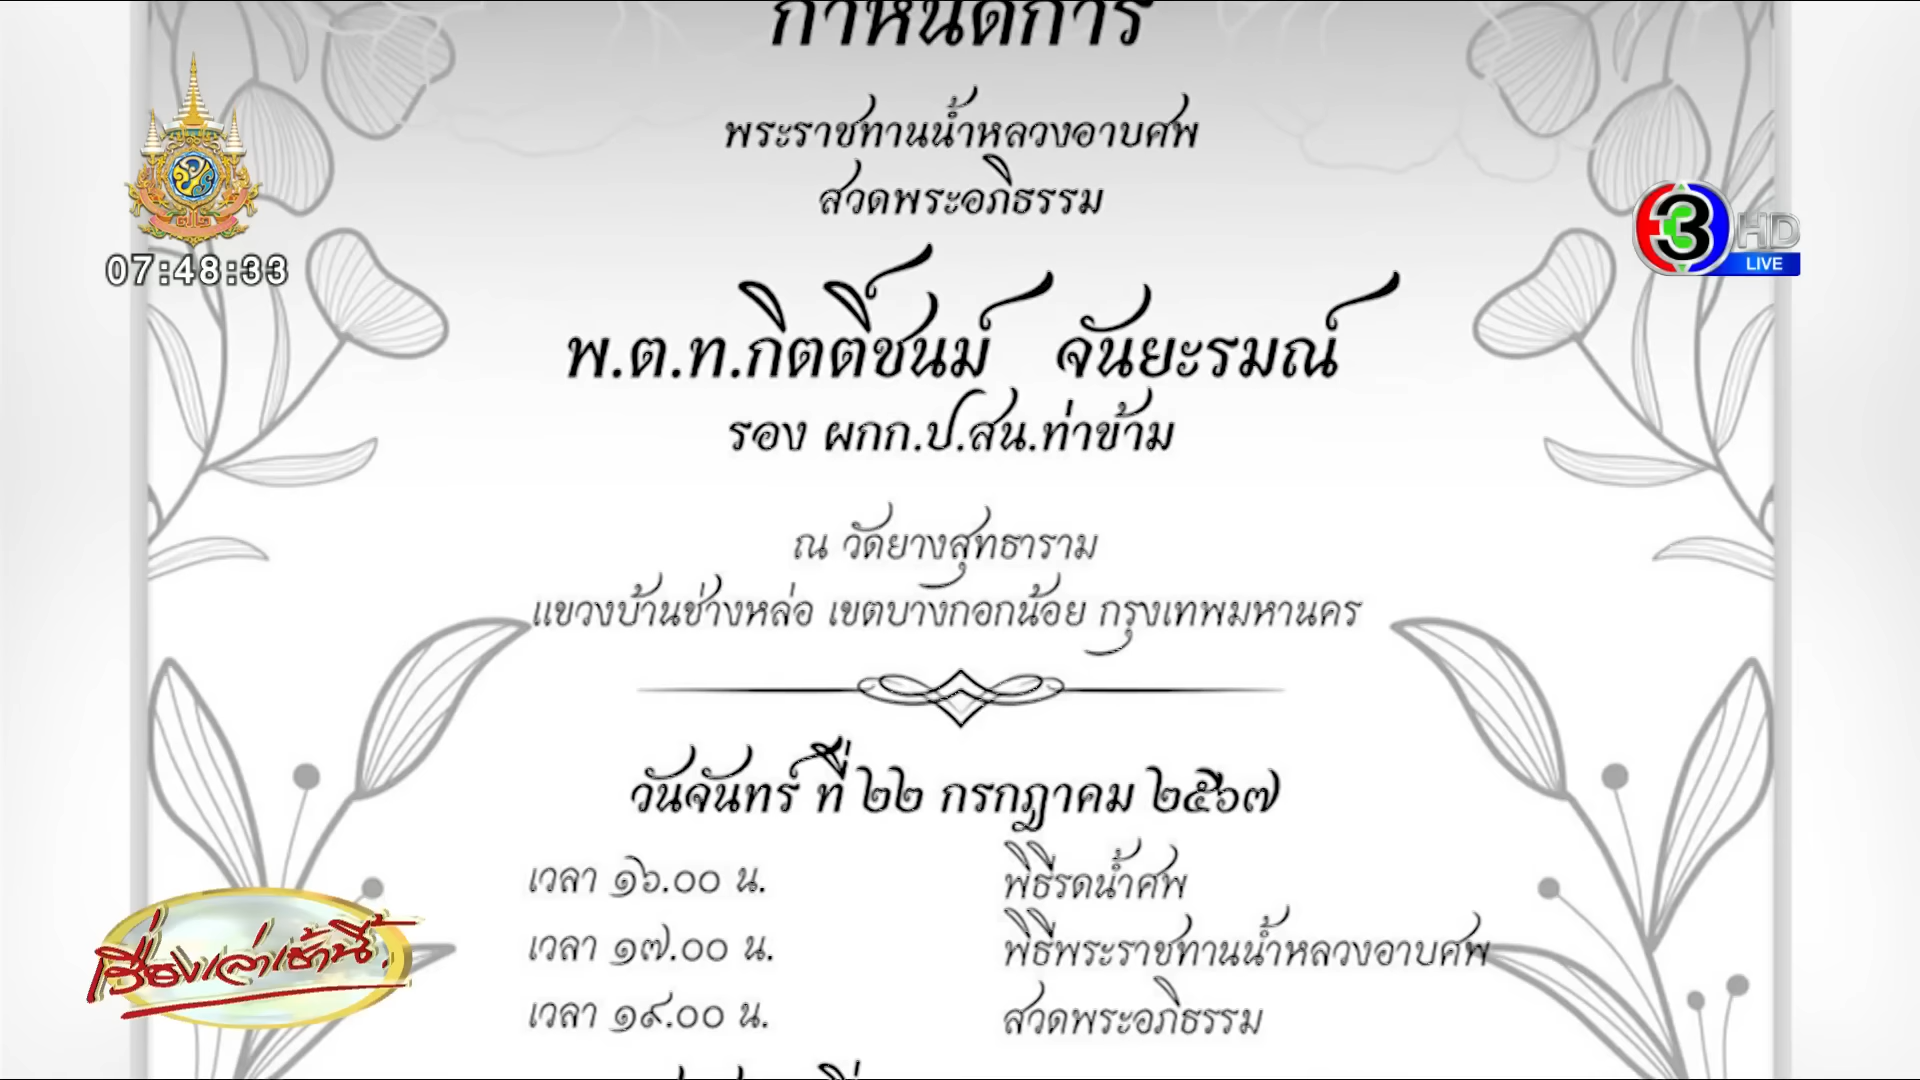 กำหนดการ
พระราชทานน้ำหลวงอาบศพ
สวดพระอภิธรรม
07:48:33
3 HD
LIVE
พ.ต.ท.กิตติ์ชนม์ จันยะรมณ์
รอง ผกก.ป.สน.ท่าข้าม
ณ วัดยางสุทธาราม
แขวงบ้านช่างหล่อ เขตบางกอกน้อย กรุงเทพมหานคร
วันจันทร์ ที่ ๒๒ กรกฎาคม ๒๕๖๗
เวลา ๑๖.๐๐ น. พิธีรดน้ำศพ
เวลา ๑๗.๐๐ น. พิธีพระราชทานน้ำหลวงอาบศพ
เวลา ๑๙.๐๐ น. สวดพระอภิธรรม
เรื่องเล่าเช้านี้